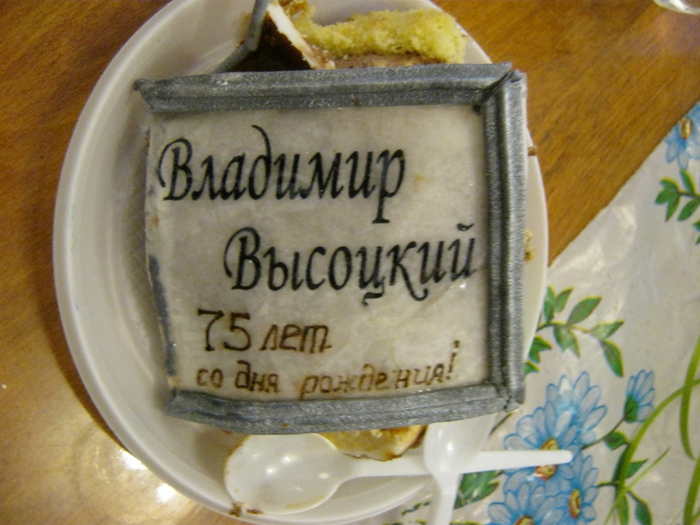 Владимир
Высоцкий
75 лет
со дня рождения!